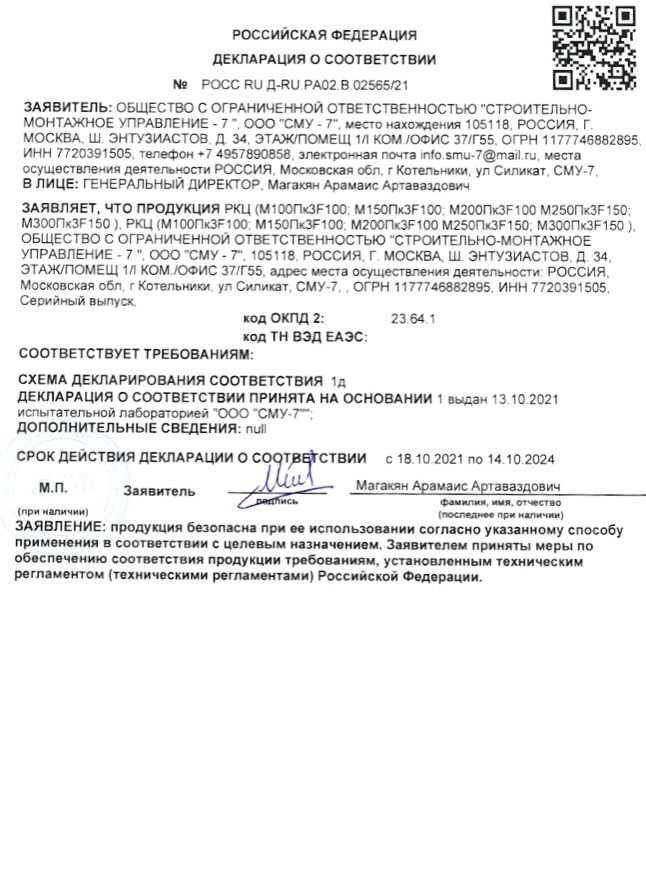 РОССИЙСКАЯ ФЕДЕРАЦИЯ
ДЕКЛАРАЦИЯ О СООТВЕТСТВИИ
№ РОСС RU Д-RU.РА02.В.02565/21
ЗАЯВИТЕЛЬ: ОБЩЕСТВО С ОГРАНИЧЕННОЙ ОТВЕТСТВЕННОСТЬЮ "СТРОИТЕЛЬНО-
МОНТАЖНОЕ УПРАВЛЕНИЕ - 7 ", ООО "СМУ - 7", место нахождения 105118, РОССИЯ, Г.
МОСКВА, Ш. ЭНТУЗИАСТОВ, Д. 34, ЭТАЖ/ПОМЕЩ 1/I КОМ./ОФИС 37/Г55, ОГРН 1177746882895,
ИНН 7720391505, телефон +7 4957890858, электронная почта info.smu-7@mail.ru, места
осуществления деятельности РОССИЯ, Московская обл, г Котельники, ул Силикат, СМУ-7,
В ЛИЦЕ: ГЕНЕРАЛЬНЫЙ ДИРЕКТОР, Магакян Арамаис Артаваздович
ЗАЯВЛЯЕТ, ЧТО ПРОДУКЦИЯ РКЦ (М100Пк3F100; М150Пк3F100; М200Пк3F100 М250Пк3F150;
М300Пк3F150 ), РКЦ (М100Пк3F100; М150Пк3F100; М200Пк3F100 М250Пк3F150; М300Пк3F150 ),
ОБЩЕСТВО С ОГРАНИЧЕННОЙ ОТВЕТСТВЕННОСТЬЮ "СТРОИТЕЛЬНО-МОНТАЖНОЕ
УПРАВЛЕНИЕ - 7 ", ООО "СМУ - 7", 105118, РОССИЯ, Г. МОСКВА, Ш. ЭНТУЗИАСТОВ, Д. 34,
ЭТАЖ/ПОМЕЩ 1/I КОМ./ОФИС 37/Г55, адрес места осуществления деятельности: РОССИЯ,
Московская обл, г Котельники, ул Силикат, СМУ-7, , ОГРН 1177746882895, ИНН 7720391505,
Серийный выпуск,
код ОКПД 2: 23.64.1
код ТН ВЭД ЕАЭС:
СООТВЕТСТВУЕТ ТРЕБОВАНИЯМ:
СХЕМА ДЕКЛАРИРОВАНИЯ СООТВЕТСТВИЯ 1д
ДЕКЛАРАЦИЯ О СООТВЕТСТВИИ ПРИНЯТА НА ОСНОВАНИИ 1 выдан 13.10.2021
испытательной лабораторией "ООО "СМУ-7"";
ДОПОЛНИТЕЛЬНЫЕ СВЕДЕНИЯ: null
СРОК ДЕЙСТВИЯ ДЕКЛАРАЦИИ О СООТВЕТСТВИИ с 18.10.2021 по 14.10.2024
М.П. Заявитель Магакян Арамаис Артаваздович
(при наличии) подпись фамилия, имя, отчество
(последнее при наличии)
ЗАЯВЛЕНИЕ: продукция безопасна при ее использовании согласно указанному способу
применения в соответствии с целевым назначением. Заявителем приняты меры по
обеспечению соответствия продукции требованиям, установленным техническим
регламентом (техническими регламентами) Российской Федерации.